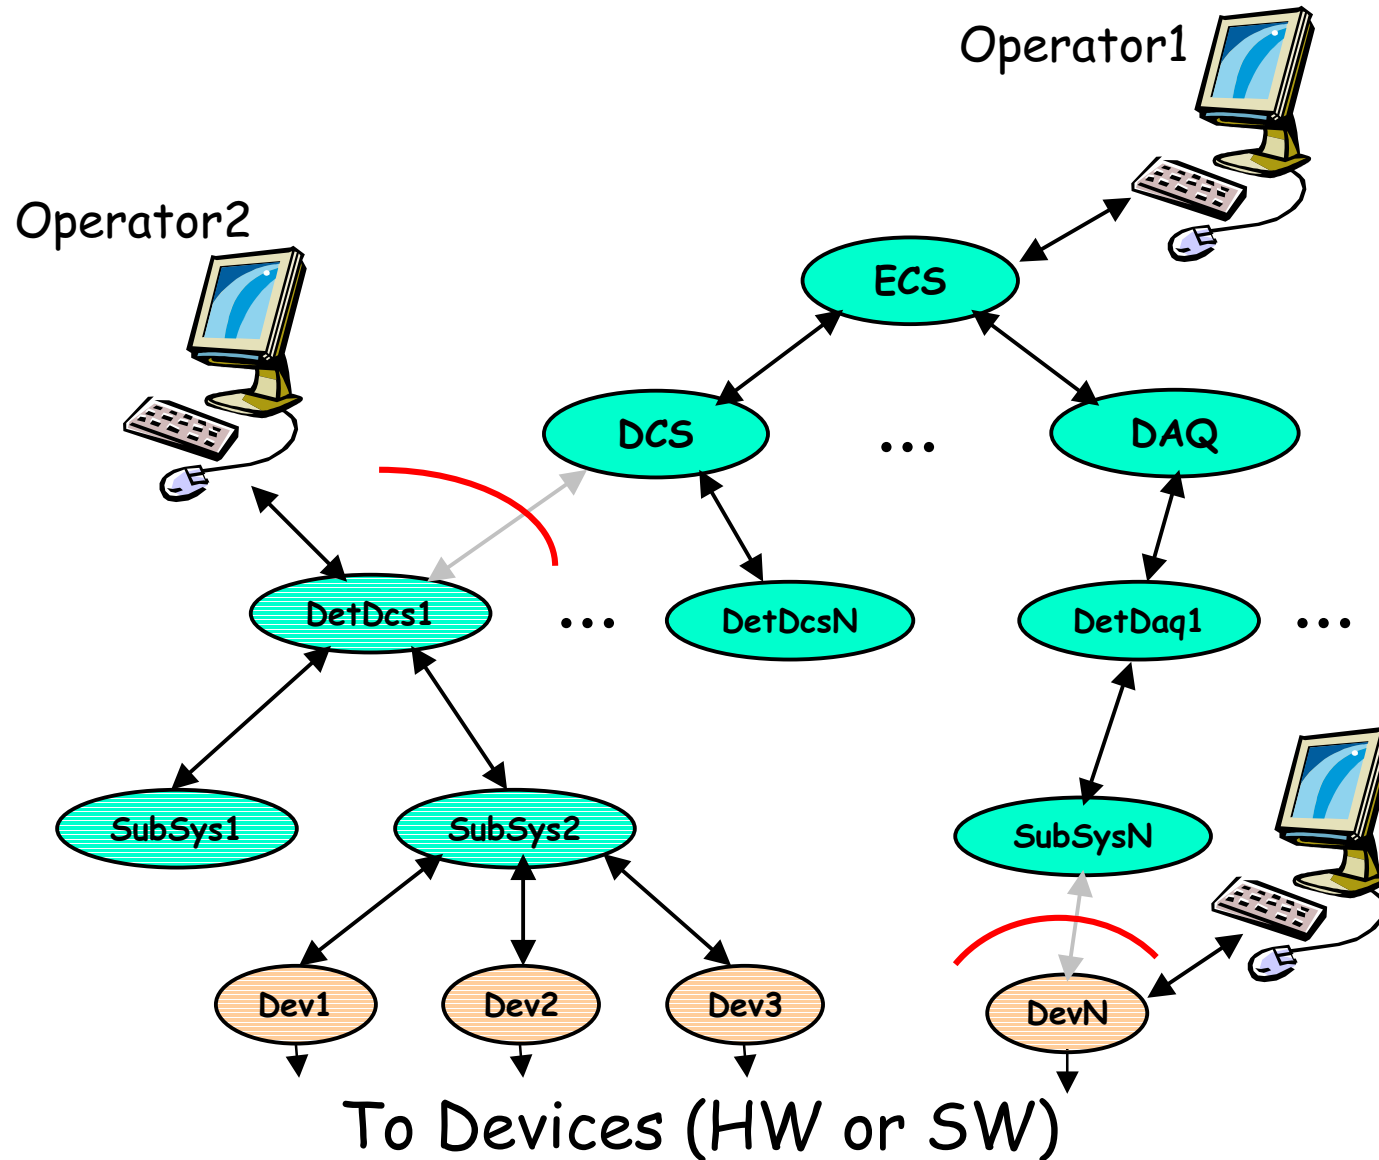 Operator1
Operator2
ECS
DCS
...
DAQ
DetDcs1
...
DetDcsN
DetDaq1
...
SubSys1
SubSys2
SubSysN
Dev1
Dev2
Dev3
DevN
To Devices (HW or SW)